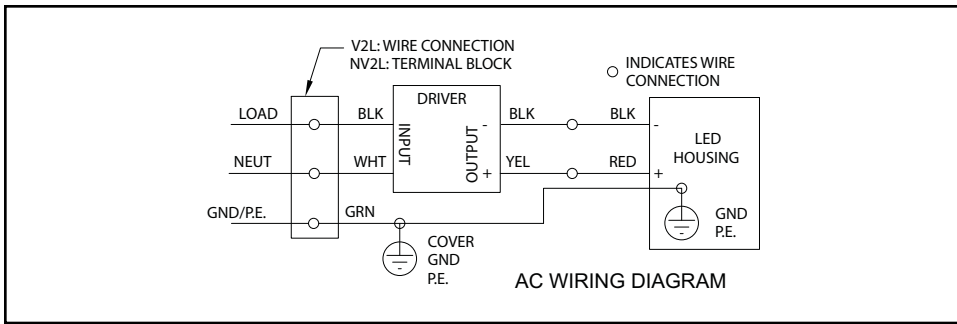 V2L: WIRE CONNECTION
NV2L: TERMINAL BLOCK
INDICATES WIRE
CONNECTION
LOAD
BLK
DRIVER
INPUT
OUTPUT
-
BLK
BLK
-
LED
HOUSING
NEUT
WHT
+
YEL
RED
+
GND/P.E.
GRN
COVER
GND
P.E.
GND
P.E.
AC WIRING DIAGRAM